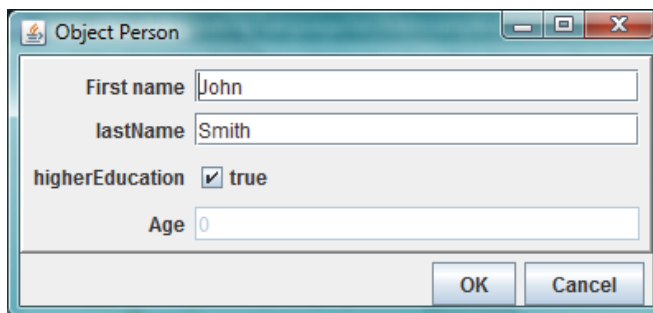 Object Person
First name John
lastName Smith
higherEducation true
Age 0
OK Cancel